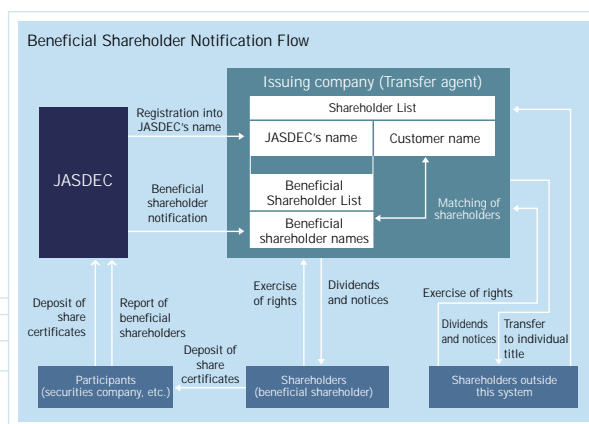 Beneficial Shareholder Notification Flow
Issuing company (Transfer agent)
Shareholder List
JASDEC's name
Customer name
Beneficial
Shareholder List
Beneficial
shareholder names
Matching of
shareholders
JASDEC
Registration into
JASDEC's name
Beneficial
shareholder
notification
Deposit of
share
certificates
Report of
beneficial
shareholders
Deposit of
share
certificates
Exercise
of rights
Dividends
and notices
Exercise of rights
Dividends
and notices
Transfer
to individual
title
Participants
(securities company, etc.)
Shareholders
(beneficial shareholder)
Shareholders outside
this system